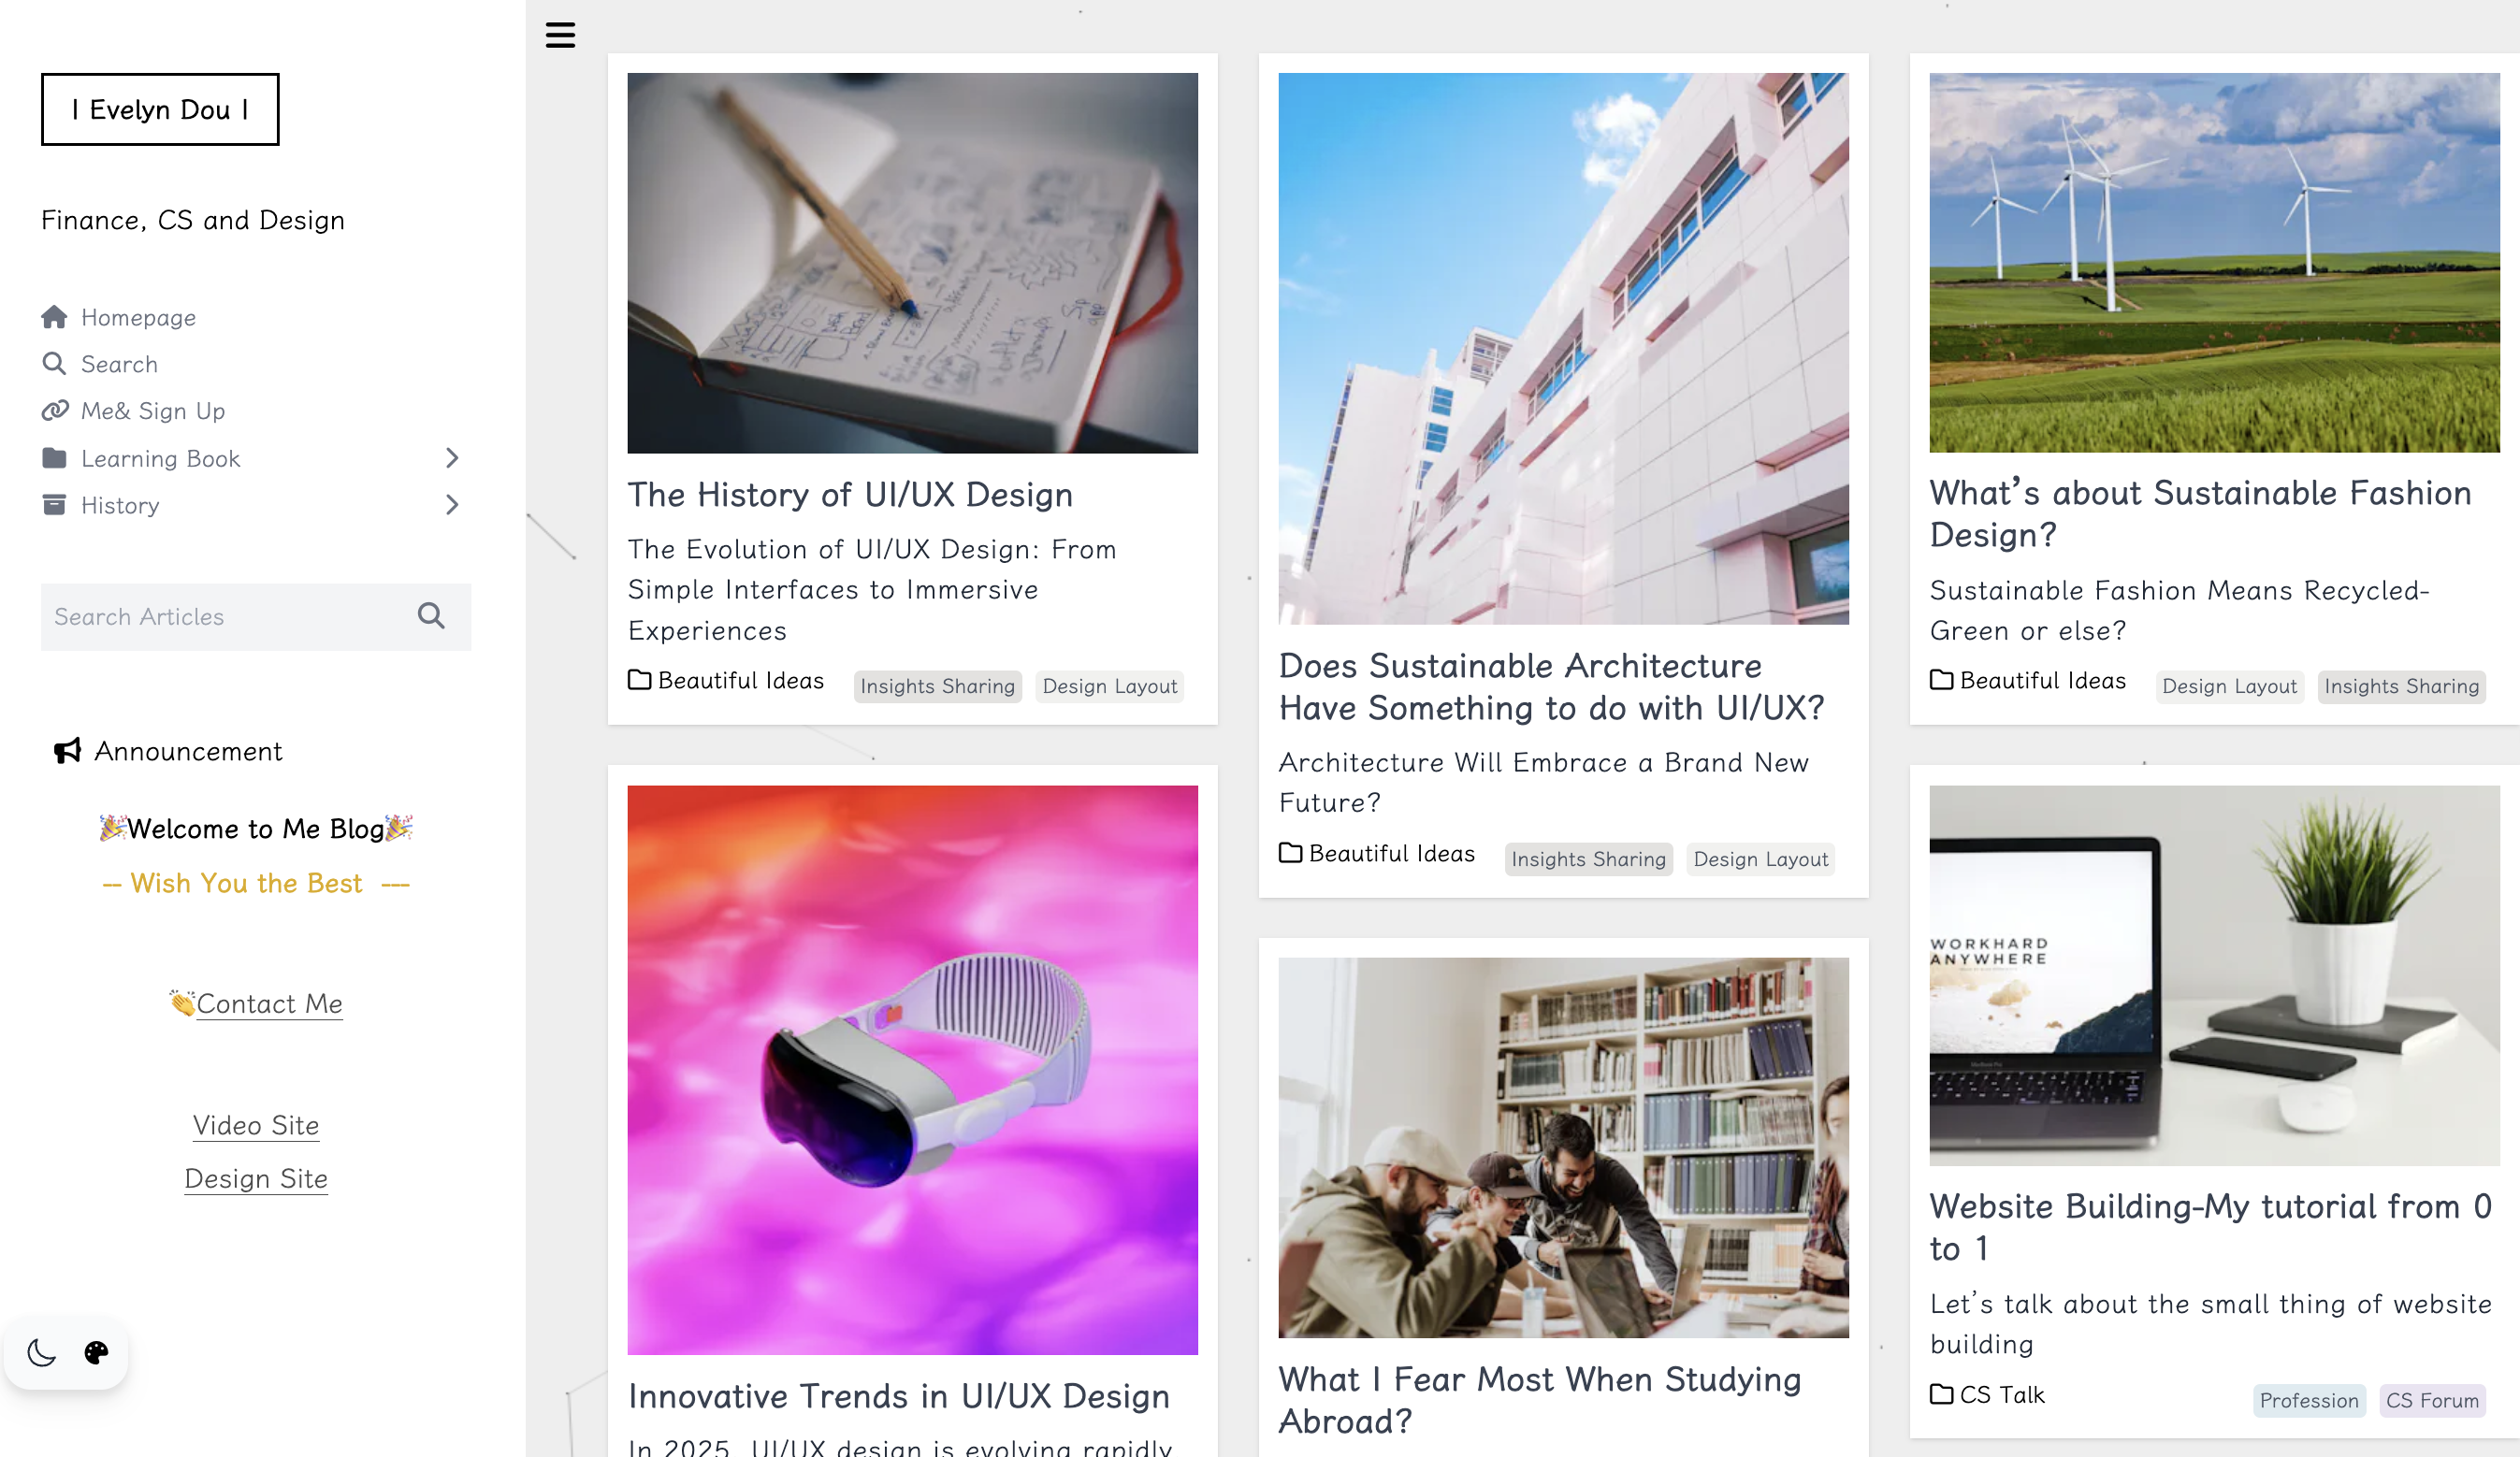 | Evelyn Dou |
Finance, CS and Design
Homepage
Search
Me& Sign Up
Learning Book
History
Search Articles
Announcement
🎉Welcome to Me Blog🎉
-- Wish You the Best ---
👏Contact Me
Video Site
Design Site
The History of UI/UX Design
The Evolution of UI/UX Design: From
Simple Interfaces to Immersive
Experiences
Beautiful Ideas
Insights Sharing
Design Layout
Innovative Trends in UI/UX Design
In 2025, UI/UX design is evolving rapidly
Does Sustainable Architecture
Have Something to do with UI/UX?
Architecture Will Embrace a Brand New
Future?
Beautiful Ideas
Insights Sharing
Design Layout
What I Fear Most When Studying
Abroad?
What’s about Sustainable Fashion
Design?
Sustainable Fashion Means Recycled-
Green or else?
Beautiful Ideas
Design Layout
Insights Sharing
WORKHARD
ANYWHERE
Website Building-My tutorial from 0
to 1
Let’s talk about the small thing of website
building
CS Talk
Profession
CS Forum